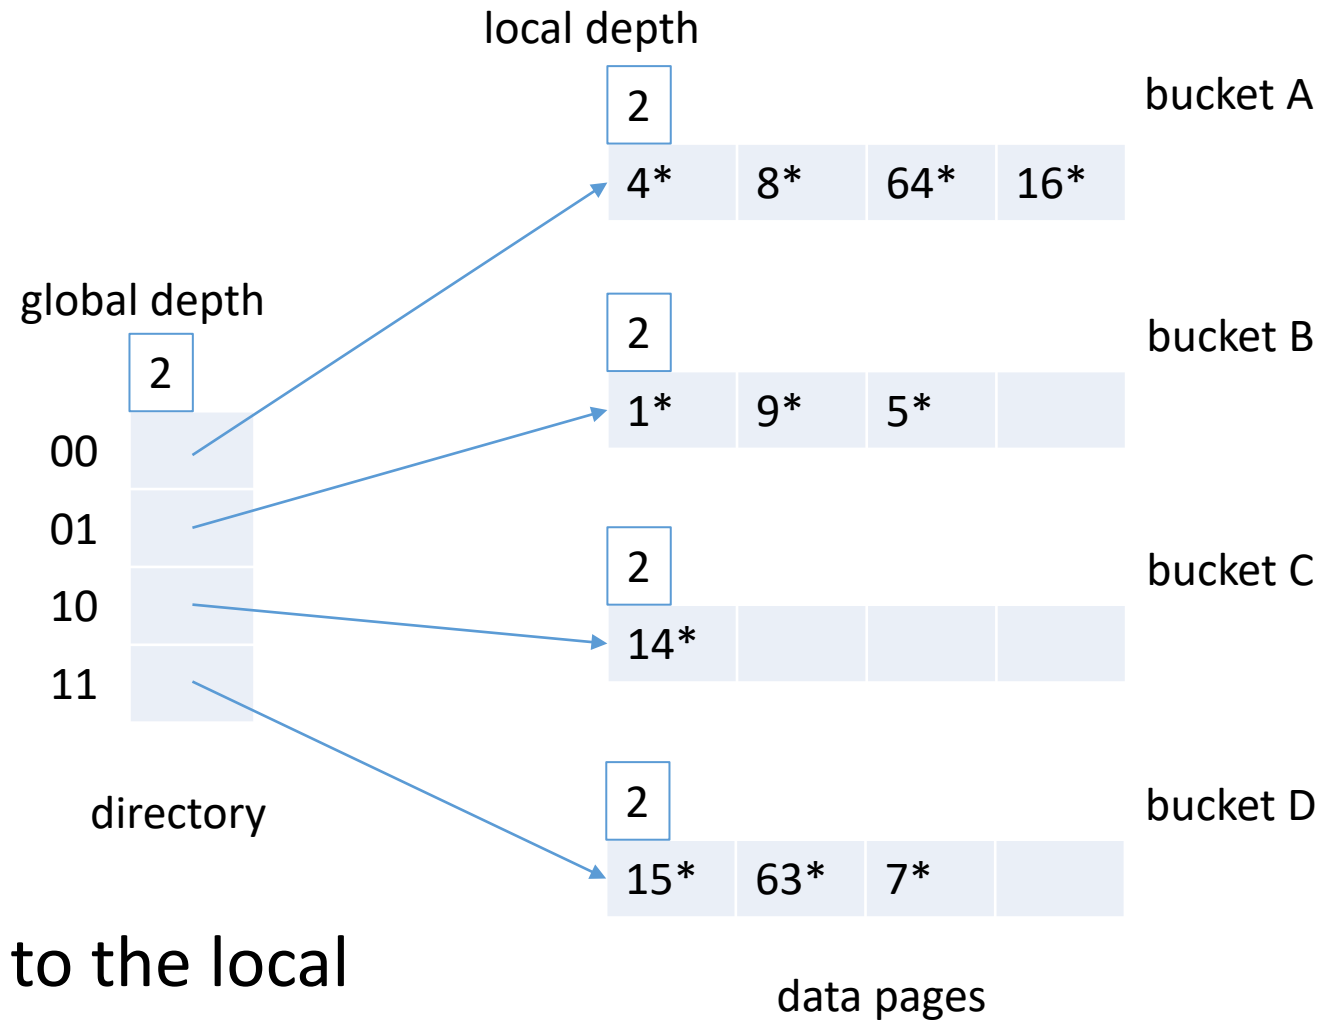 local depth
2
bucket A
4* 8* 64* 16*
global depth
2
2
bucket B
1* 9* 5*
00
01
10
11
2
bucket C
14*
directory
2
bucket D
15* 63* 7*
to the local
data pages